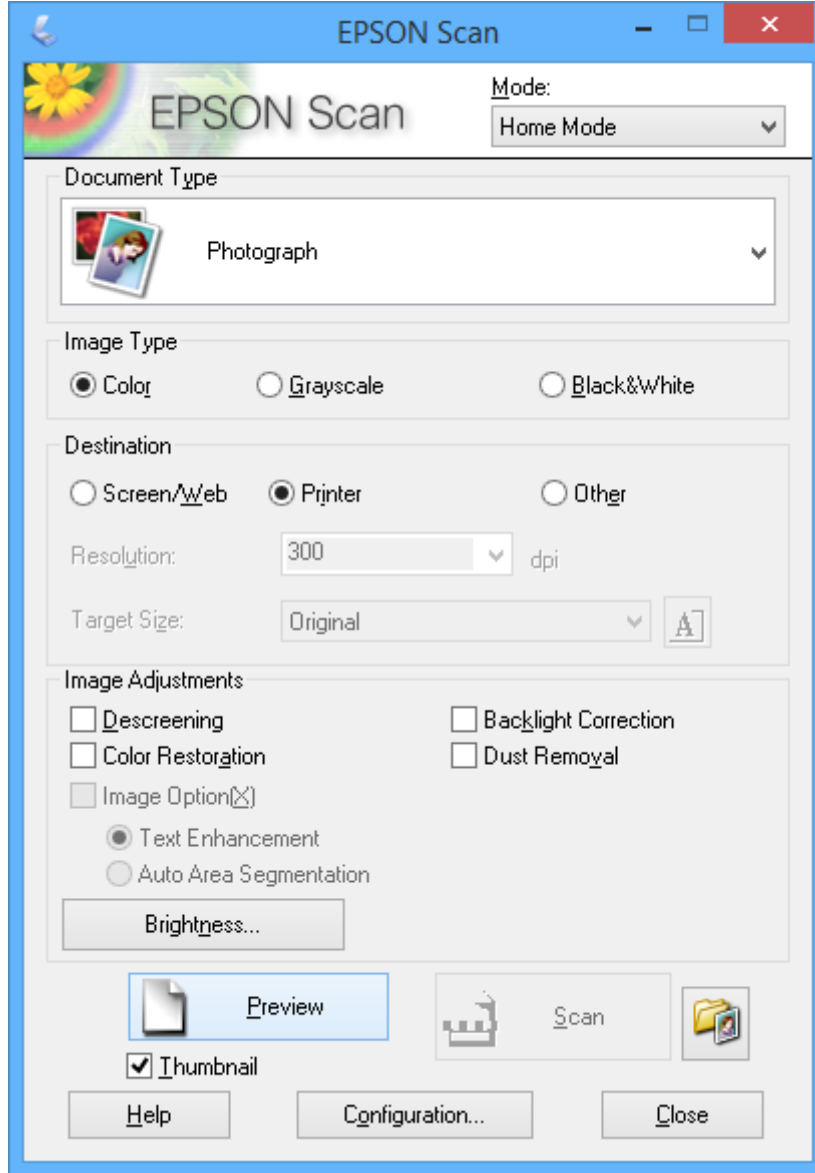 EPSON Scan
EPSON Scan
Mode:
Home Mode
Document Type
Photograph
Image Type
Color Grayscale Black&White
Destination
Screen/Web Printer Other
Resolution: 300 dpi
Target Size: Original A
Image Adjustments
Descreening Backlight Correction
Color Restoration Dust Removal
Image Option(X)
Text Enhancement
Auto Area Segmentation
Brightness...
Preview Scan
Thumbnail
Help Configuration... Close